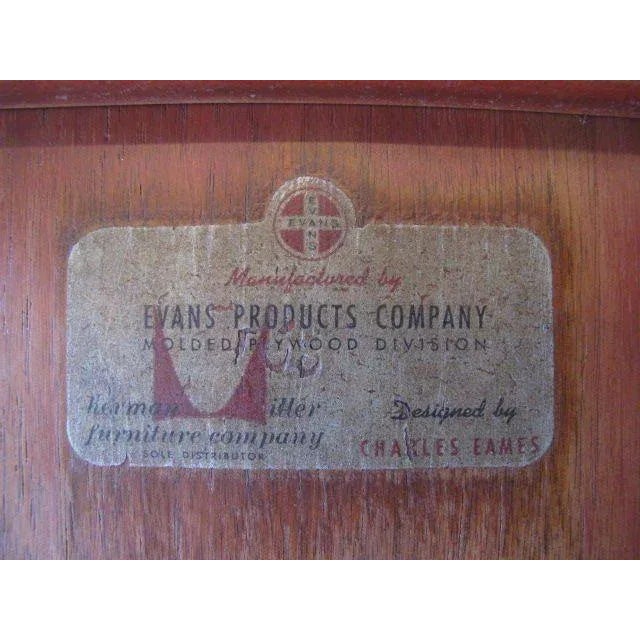 EVANS
EVANS
Manufactured by
EVANS PRODUCTS COMPANY
MOLDED PLYWOOD DIVISION
herman miller
furniture company
SOLE DISTRIBUTOR
Designed by
CHARLES EAMES